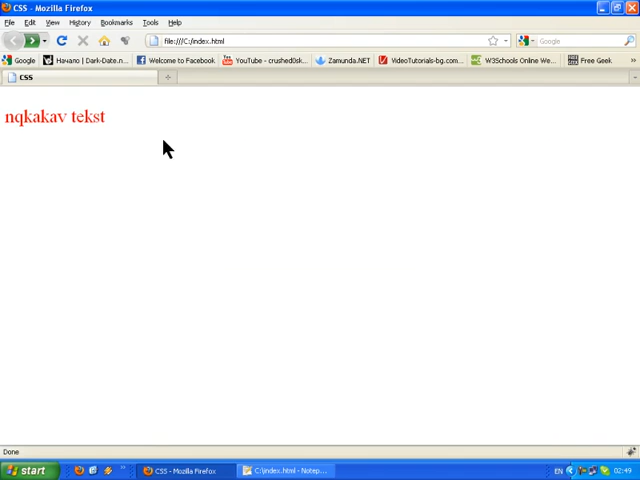 CSS - Mozilla Firefox
File Edit View History Bookmarks Tools Help
file:///C:/index.html
Google
Google Начало | Dark-Date.n... Welcome to Facebook YouTube - crushed0sk... Zamunda.NET VideoTutorials-bg.com... W3Schools Online We... Free Geek »
CSS
nqkakav tekst
Done
start » CSS - Mozilla Firefox C:\index.html - Notep... EN 02:49